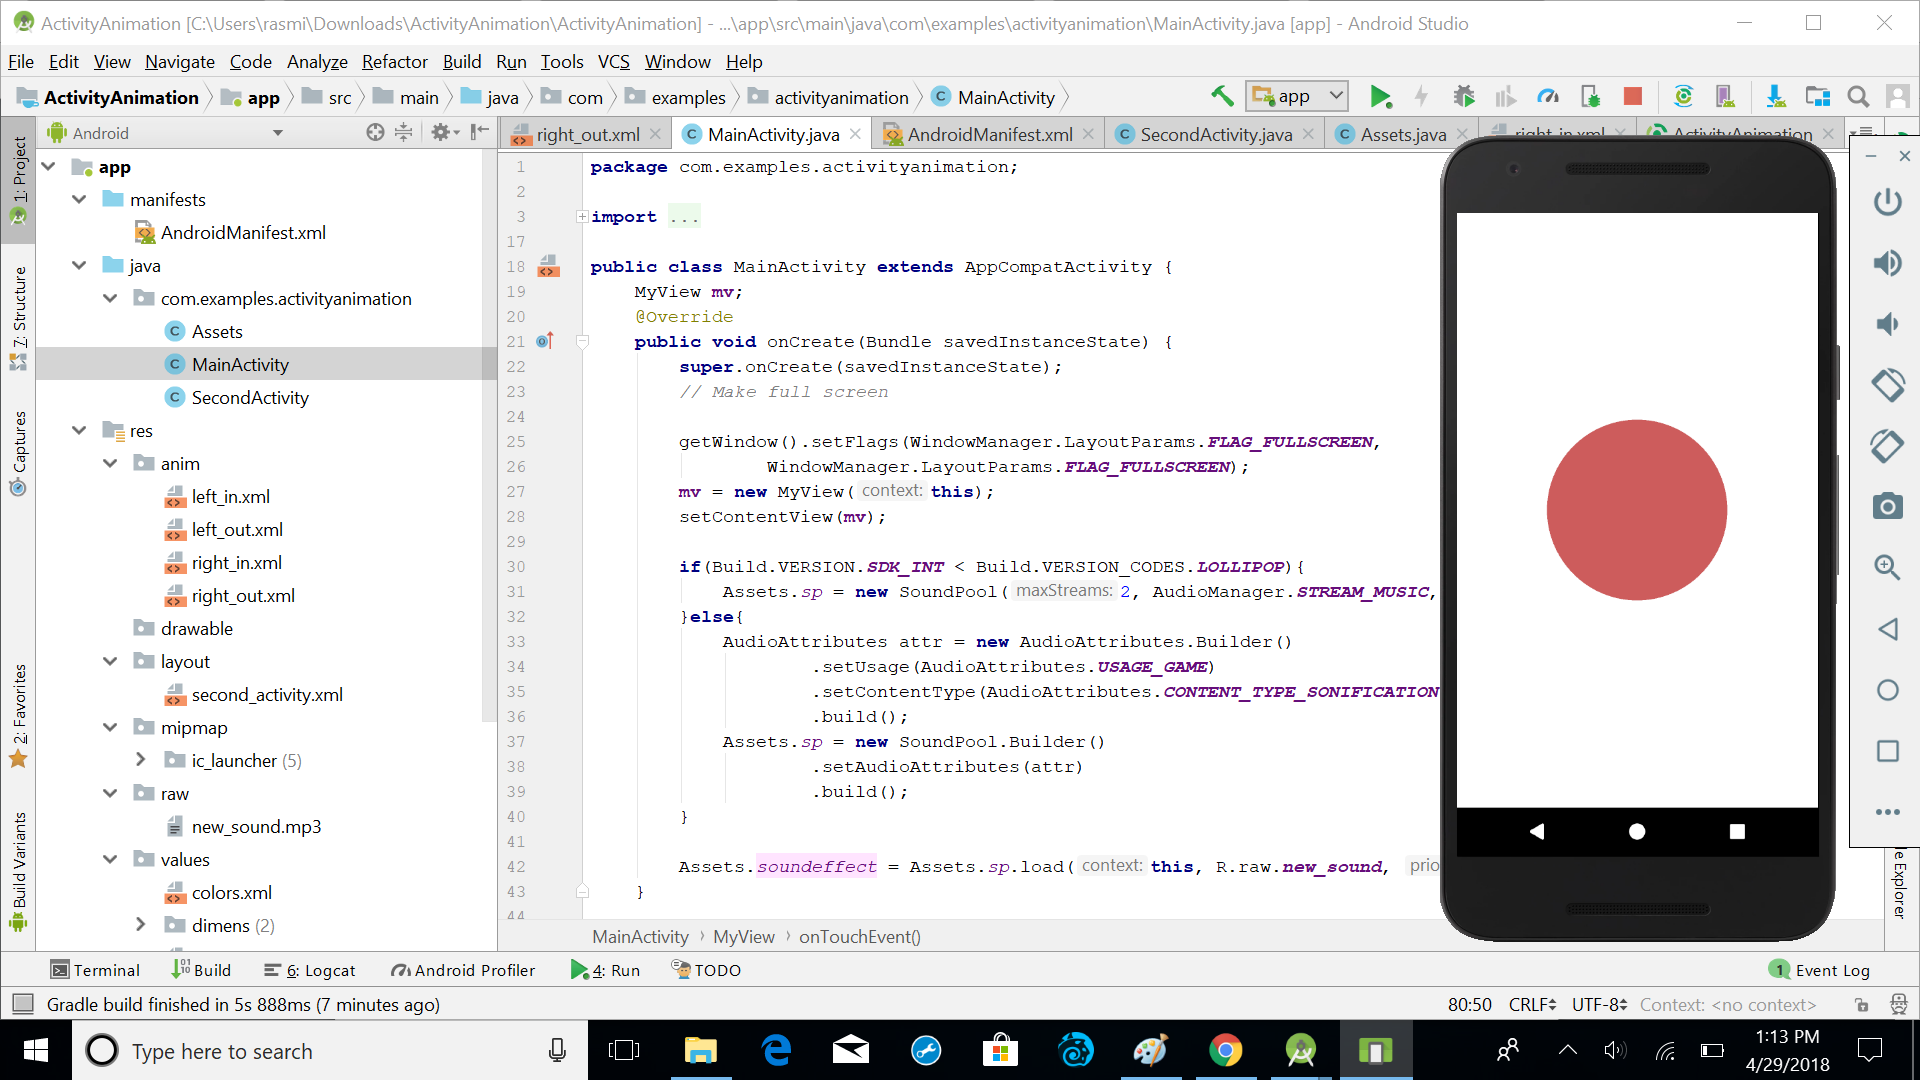 ActivityAnimation [C:\Users\rasmi\Downloads\ActivityAnimation\ActivityAnimation] - ...\app\src\main\java\com\examples\activityanimation\MainActivity.java [app] - Android Studio
File Edit View Navigate Code Analyze Refactor Build Run Tools VCS Window Help
ActivityAnimation app src main java com examples activityanimation MainActivity app
Android
right_out.xml MainActivity.java AndroidManifest.xml SecondActivity.java Assets.java right_in.xml ActivityAnimation
1: Project
7: Structure
Captures
2: Favorites
Build Variants
app
manifests
AndroidManifest.xml
java
com.examples.activityanimation
Assets
MainActivity
SecondActivity
res
anim
left_in.xml
left_out.xml
right_in.xml
right_out.xml
drawable
layout
second_activity.xml
mipmap
ic_launcher (5)
raw
new_sound.mp3
values
colors.xml
dimens (2)
1 package com.examples.activityanimation;
2
3 import ...
17
18 public class MainActivity extends AppCompatActivity {
19 MyView mv;
20 @Override
21 public void onCreate(Bundle savedInstanceState) {
22 super.onCreate(savedInstanceState);
23 // Make full screen
24
25 getWindow().setFlags(WindowManager.LayoutParams.FLAG_FULLSCREEN,
26 WindowManager.LayoutParams.FLAG_FULLSCREEN);
27 mv = new MyView( context: this);
28 setContentView(mv);
29
30 if(Build.VERSION.SDK_INT < Build.VERSION_CODES.LOLLIPOP){
31 Assets.sp = new SoundPool( maxStreams: 2, AudioManager.STREAM_MUSIC,
32 }else{
33 AudioAttributes attr = new AudioAttributes.Builder()
34 .setUsage(AudioAttributes.USAGE_GAME)
35 .setContentType(AudioAttributes.CONTENT_TYPE_SONIFICATION
36 .build();
37 Assets.sp = new SoundPool.Builder()
38 .setAudioAttributes(attr)
39 .build();
40 }
41
42 Assets.soundeffect = Assets.sp.load( context: this, R.raw.new_sound, prio
43 }
44
MainActivity › MyView › onTouchEvent()
Explorer
Terminal Build 6: Logcat Android Profiler 4: Run TODO 1 Event Log
Gradle build finished in 5s 888ms (7 minutes ago) 80:50 CRLF UTF-8 Context: <no context>
Type here to search
1:13 PM
4/29/2018